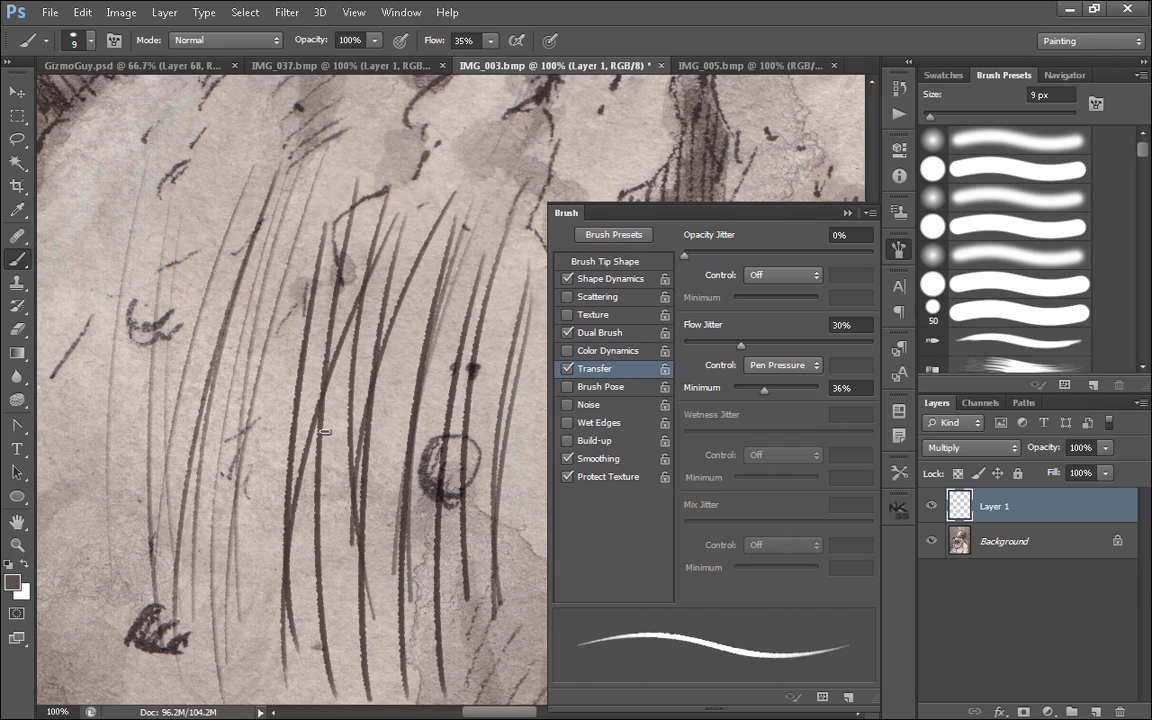 Ps File Edit Image Layer Type Select Filter 3D View Window Help
9 Mode: Normal Opacity: 100% Flow: 35% Painting
GizmoGuy.psd @ 66.7% (Layer 68, R... × IMG_037.bmp @ 100% (Layer 1, RGB/8... × IMG_003.bmp @ 100% (Layer 1, RGB/8) * × IMG_005.bmp @ 100% (RGB/... ×
Swatches Brush Presets Navigator
Size: 9 px
50
Brush
Brush Presets
Brush Tip Shape
Shape Dynamics
Scattering
Texture
Dual Brush
Color Dynamics
Transfer
Brush Pose
Noise
Wet Edges
Build-up
Smoothing
Protect Texture
Opacity Jitter 0%
Control: Off
Minimum
Flow Jitter 30%
Control: Pen Pressure
Minimum 36%
Wetness Jitter
Control: Off
Minimum
Mix Jitter
Control: Off
Minimum
Layers Channels Paths
Kind
Multiply Opacity: 100%
Lock: Fill: 100%
Layer 1
Background
fx
100% Doc: 96.2M/104.2M